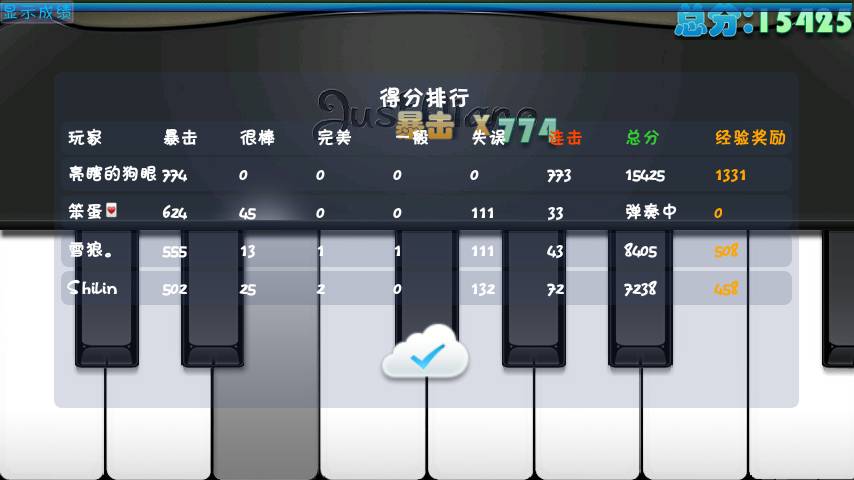 显示成绩
总分:15425
得分排行
暴击 X774
玩家 暴击 很棒 完美 一般 失误 连击 总分 经验奖励
亮瞎的狗眼 774 0 0 0 0 773 15425 1331
笨蛋💌 624 45 0 0 111 33 弹奏中 0
雪狼。 555 13 1 1 111 43 8405 508
Shilin 502 25 2 0 132 72 7238 458